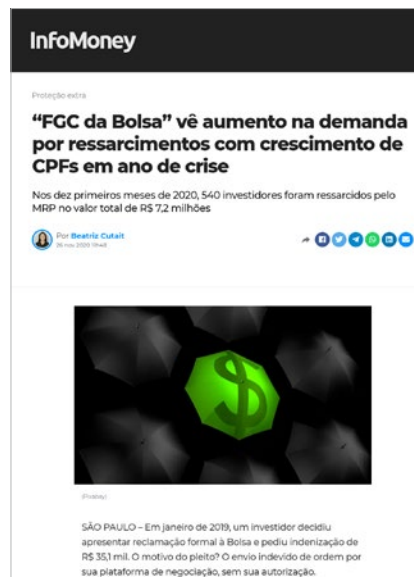 InfoMoney
Proteção extra
“FGC da Bolsa” vê aumento na demanda
por ressarcimentos com crescimento de
CPFs em ano de crise
Nos dez primeiros meses de 2020, 540 investidores foram ressarcidos pelo
MRP no valor total de R$ 7,2 milhões
Por Beatriz Cutait
26 nov 2020 11h48
$
(Pixabay)
SÃO PAULO – Em janeiro de 2019, um investidor decidiu
apresentar reclamação formal à Bolsa e pediu indenização de
R$ 35,1 mil. O motivo do pleito? O envio indevido de ordem por
sua plataforma de negociação, sem sua autorização.